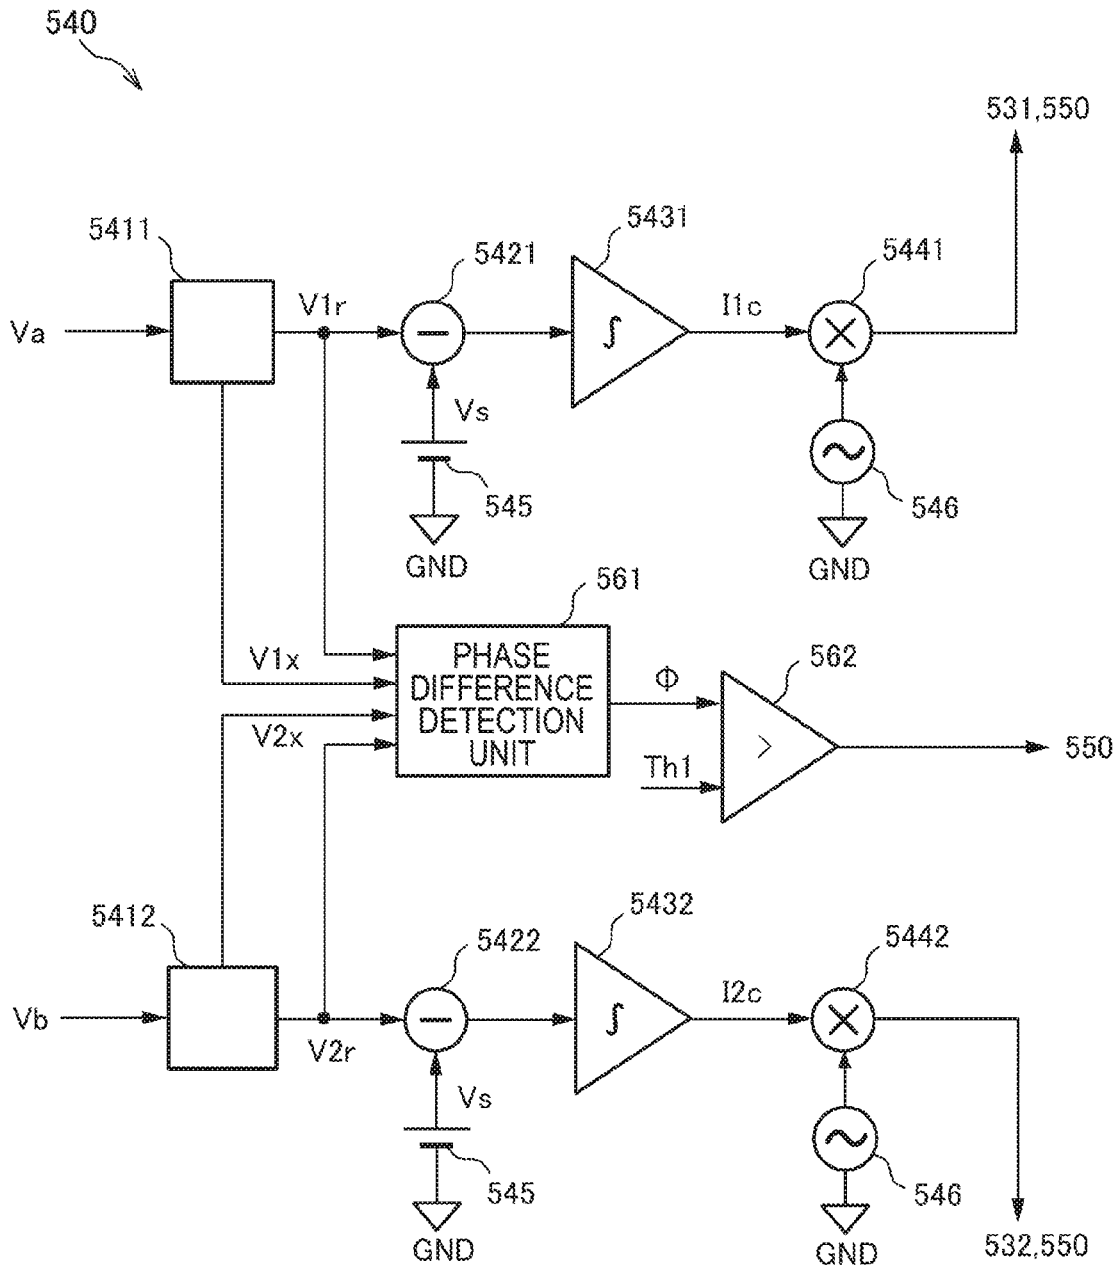 540
531,550
5411
5431
5421
5441
Va
V1r
I1c
Vs
545
546
GND
GND
561
V1x
V2x
PHASE
DIFFERENCE
DETECTION
UNIT
Φ
562
Th1
>
550
5412
5432
5422
5442
Vb
V2r
I2c
Vs
545
546
GND
GND
532,550